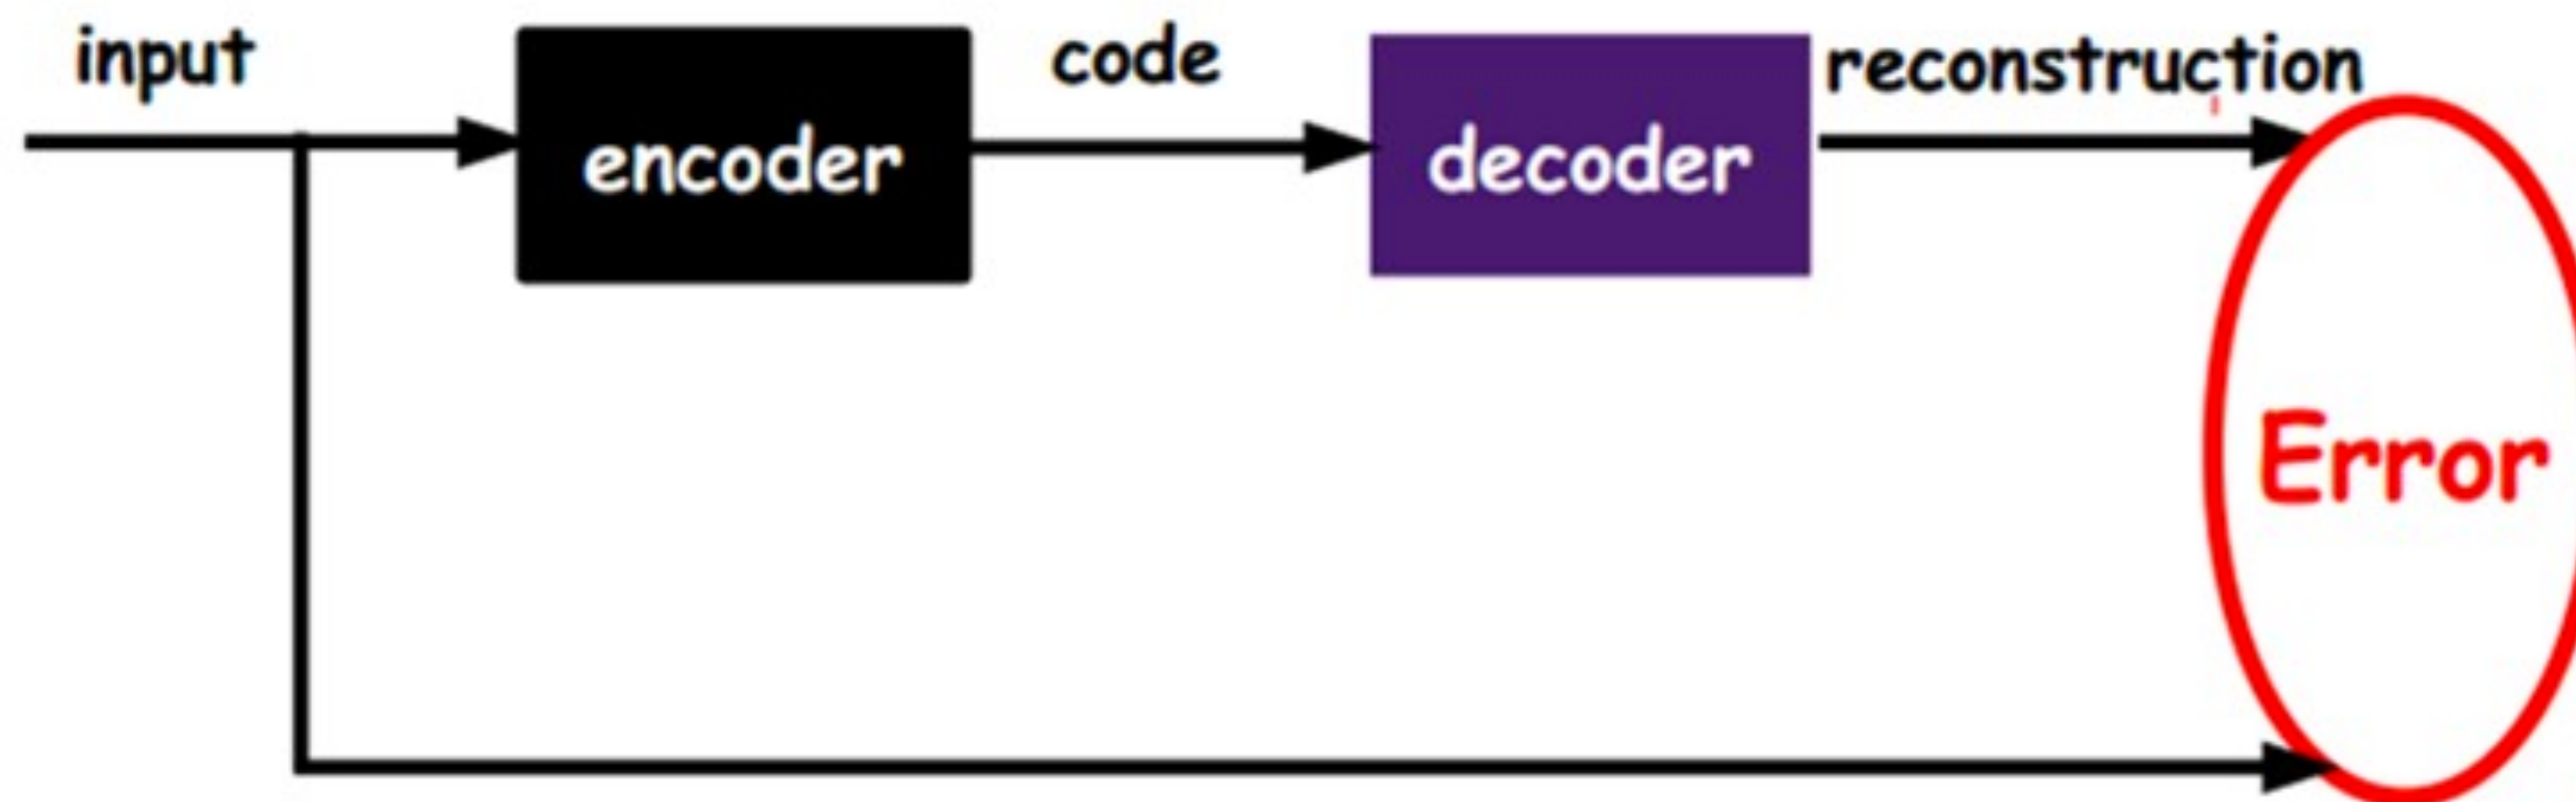 input
code
reconstruction
encoder
decoder
Error